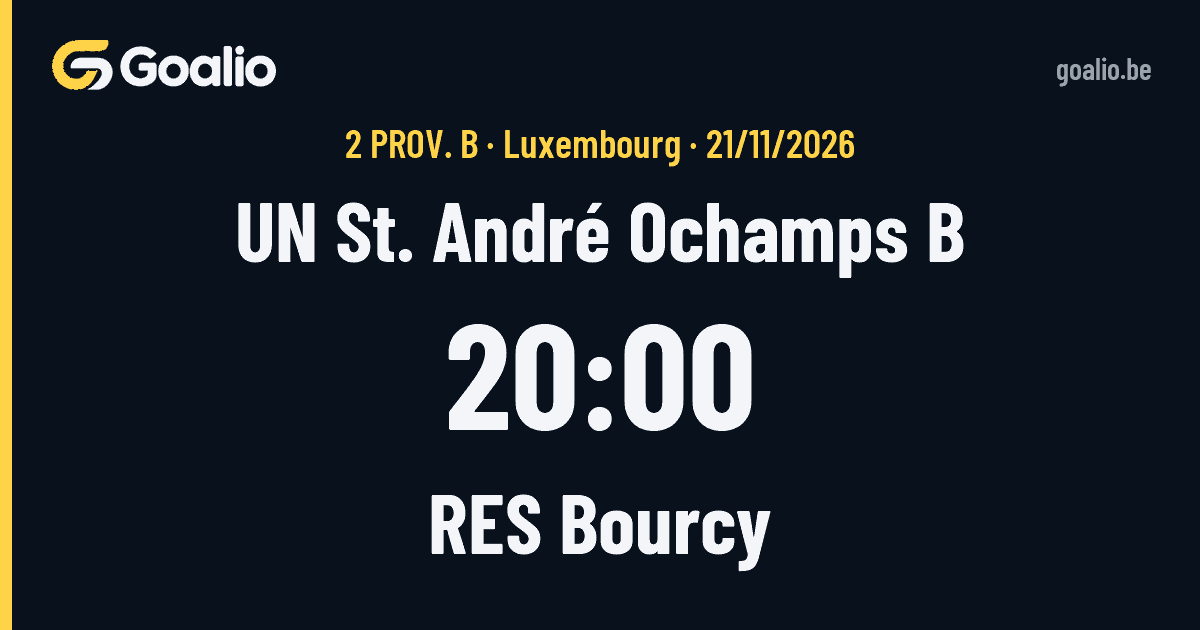 Goalio
goalio.be
2 PROV. B · Luxembourg · 21/11/2026
UN St. André Ochamps B
20:00
RES Bourcy